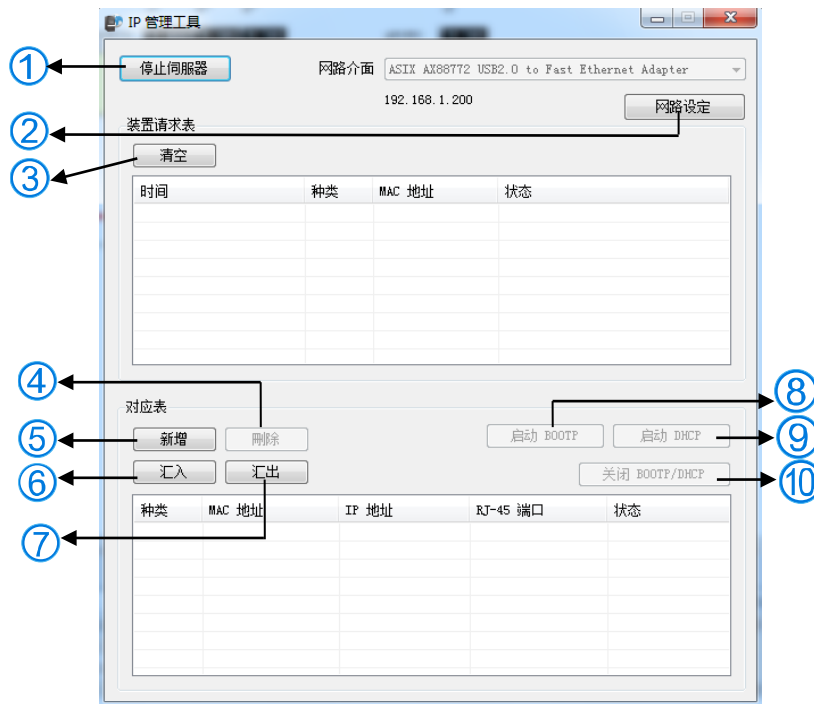 IP 管理工具
① 停止伺服器 网路介面 ASIX AX88772 USB2.0 to Fast Ethernet Adapter
192.168.1.200
网路设定
② 装置请求表
③ 清空
时间 种类 MAC 地址 状态
④
对应表
⑧
⑤ 新增 刪除 启动 BOOTP 启动 DHCP ⑨
⑥ 汇入 汇出 关闭 BOOTP/DHCP ⑩
种类 MAC 地址 IP 地址 RJ-45 端口 状态
⑦